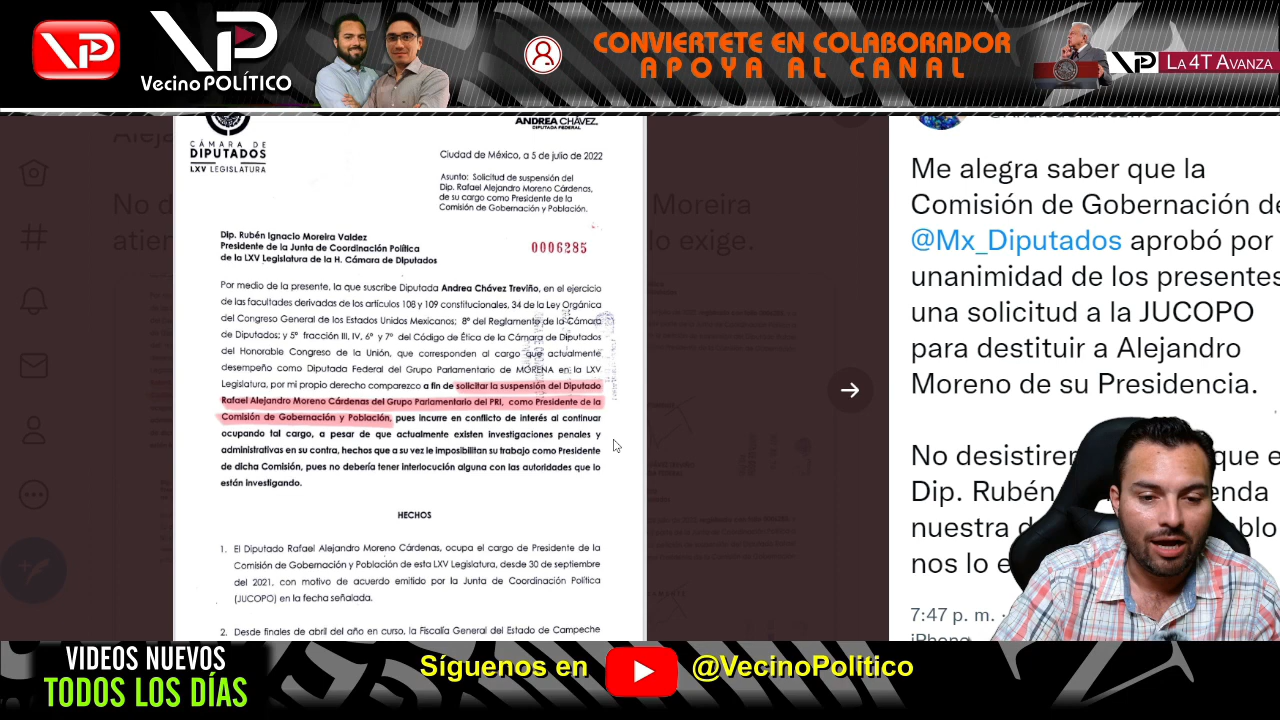 VP
VP
Vecino POLÍTICO
CONVIERTETE EN COLABORADOR
APOYA AL CANAL
VP LA 4T AVANZA
CÁMARA DE
DIPUTADOS
LXV LEGISLATURA
ANDREA CHÁVEZ.
DIPUTADA FEDERAL
Ciudad de México, a 5 de julio de 2022
Asunto: Solicitud de suspensión del
Dip. Rafael Alejandro Moreno Cárdenas,
de su cargo como Presidente de la
Comisión de Gobernación y Población.
Dip. Rubén Ignacio Moreira Valdez
Presidente de la Junta de Coordinación Política
de la LXV Legislatura de la H. Cámara de Diputados
0006285
Por medio de la presente, la que suscribe Diputada Andrea Chávez Treviño, en el ejercicio
de las facultades derivadas de los artículos 108 y 109 constitucionales, 34 de la Ley Orgánica
del Congreso General de los Estados Unidos Mexicanos; 8° del Reglamento de la Cámara
de Diputados; y 5° fracción III, IV, 6° y 7° del Código de Ética de la Cámara de Diputados
del Honorable Congreso de la Unión, que corresponden al cargo que actualmente
desempeño como Diputada Federal del Grupo Parlamentario de MORENA en la LXV
Legislatura, por mi propio derecho comparezco a fin de solicitar la suspensión del Diputado
Rafael Alejandro Moreno Cárdenas del Grupo Parlamentario del PRI, como Presidente de la
Comisión de Gobernación y Población, pues incurre en conflicto de interés al continuar
ocupando tal cargo, a pesar de que actualmente existen investigaciones penales y
administrativas en su contra, hechos que a su vez le imposibilitan su trabajo como Presidente
de dicha Comisión, pues no debería tener interlocución alguna con las autoridades que lo
están investigando.
HECHOS
1. El Diputado Rafael Alejandro Moreno Cárdenas, ocupa el cargo de Presidente de la
Comisión de Gobernación y Población de esta LXV Legislatura, desde 30 de septiembre
del 2021, con motivo de acuerdo emitido por la Junta de Coordinación Política
(JUCOPO) en la fecha señalada.
2. Desde finales de abril del año en curso, la Fiscalía General del Estado de Campeche
No d
atien
Moreira
lo exige.
Me alegra saber que la
Comisión de Gobernación de
@Mx_Diputados aprobó por
unanimidad de los presentes
una solicitud a la JUCOPO
para destituir a Alejandro
Moreno de su Presidencia.
No desistire que e
Dip. Rubén enda
nuestra d blo
nos lo e
7:47 p. m. ·
iPhone
VIDEOS NUEVOS
TODOS LOS DÍAS
Síguenos en @VecinoPolitico